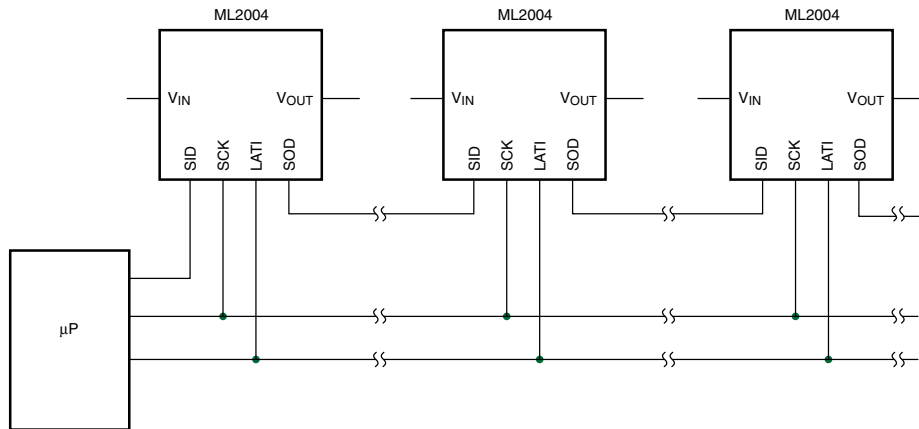 ML2004
ML2004
ML2004
VIN
VOUT
VIN
VOUT
VIN
VOUT
SID
SCK
LATI
SOD
SID
SCK
LATI
SOD
SID
SCK
LATI
SOD
μP